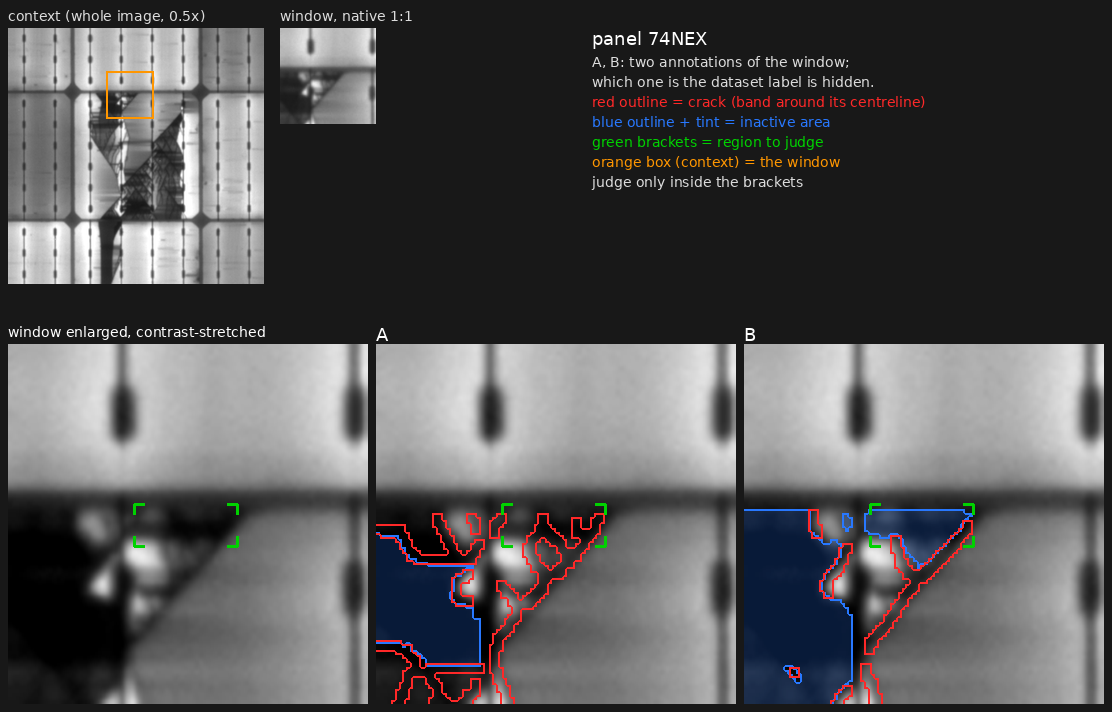 context (whole image, 0.5x)
window, native 1:1
panel 74NEX
A, B: two annotations of the window;
which one is the dataset label is hidden.
red outline = crack (band around its centreline)
blue outline + tint = inactive area
green brackets = region to judge
orange box (context) = the window
judge only inside the brackets
window enlarged, contrast-stretched
A
B